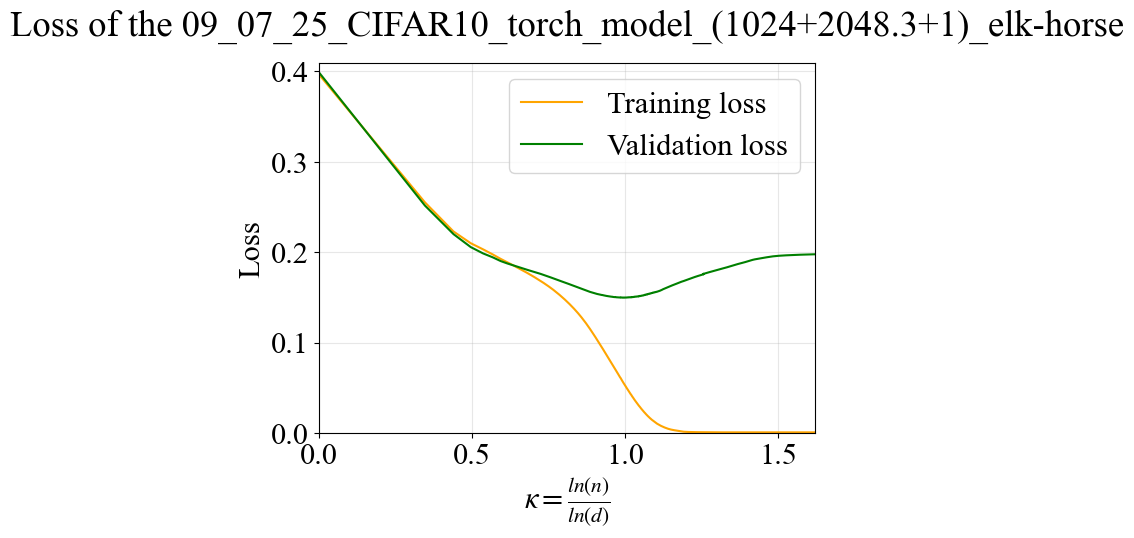 Loss of the 09_07_25_CIFAR10_torch_model_(1024+2048.3+1)_elk-horse
0.4
0.3
0.2
0.1
0.0
Loss
Training loss
Validation loss
0.0 0.5 1.0 1.5
κ = ln(n)/ln(d)